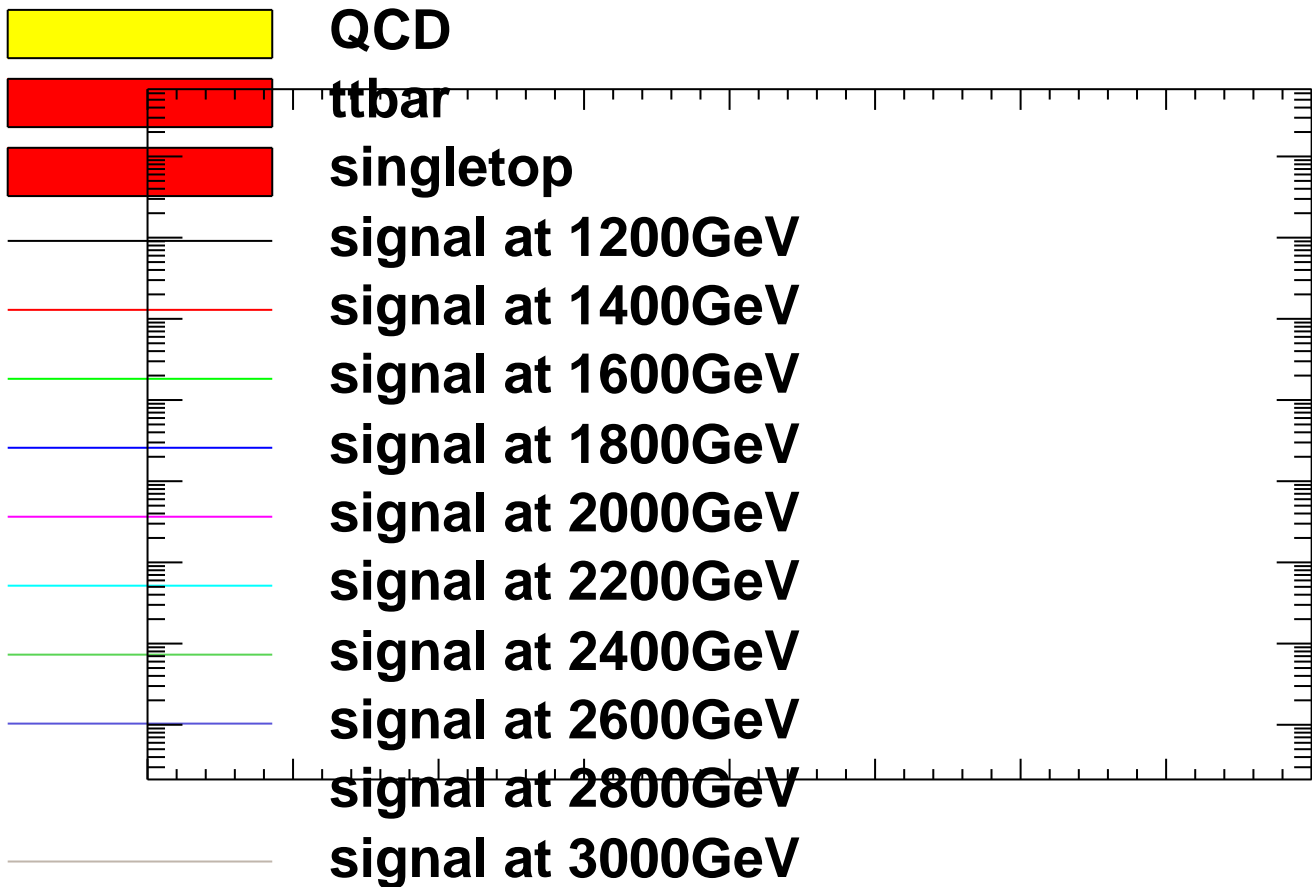 QCD
ttbar
singletop
signal at 1200GeV
signal at 1400GeV
signal at 1600GeV
signal at 1800GeV
signal at 2000GeV
signal at 2200GeV
signal at 2400GeV
signal at 2600GeV
signal at 2800GeV
signal at 3000GeV